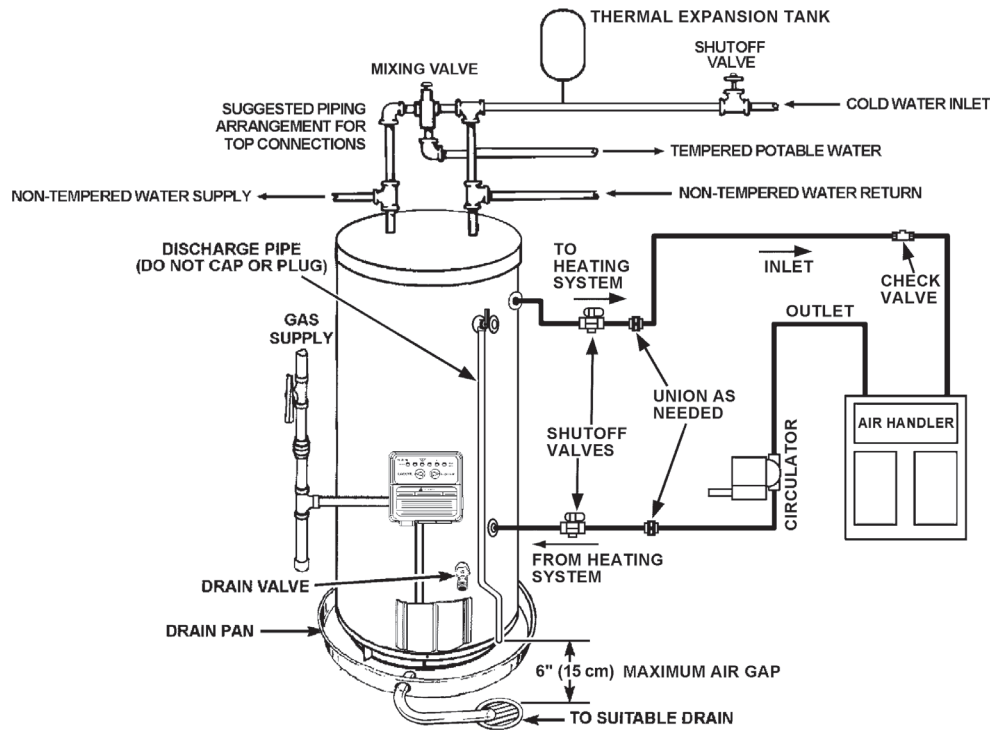 THERMAL EXPANSION TANK
SHUTOFF
VALVE
MIXING VALVE
COLD WATER INLET
SUGGESTED PIPING
ARRANGEMENT FOR
TOP CONNECTIONS
TEMPERED POTABLE WATER
NON-TEMPERED WATER SUPPLY
NON-TEMPERED WATER RETURN
DISCHARGE PIPE
(DO NOT CAP OR PLUG)
TO
HEATING
SYSTEM
INLET
CHECK
VALVE
GAS
SUPPLY
OUTLET
UNION AS
NEEDED
AIR HANDLER
SHUTOFF
VALVES
CIRCULATOR
FROM HEATING
SYSTEM
DRAIN VALVE
DRAIN PAN
6" (15 cm) MAXIMUM AIR GAP
TO SUITABLE DRAIN